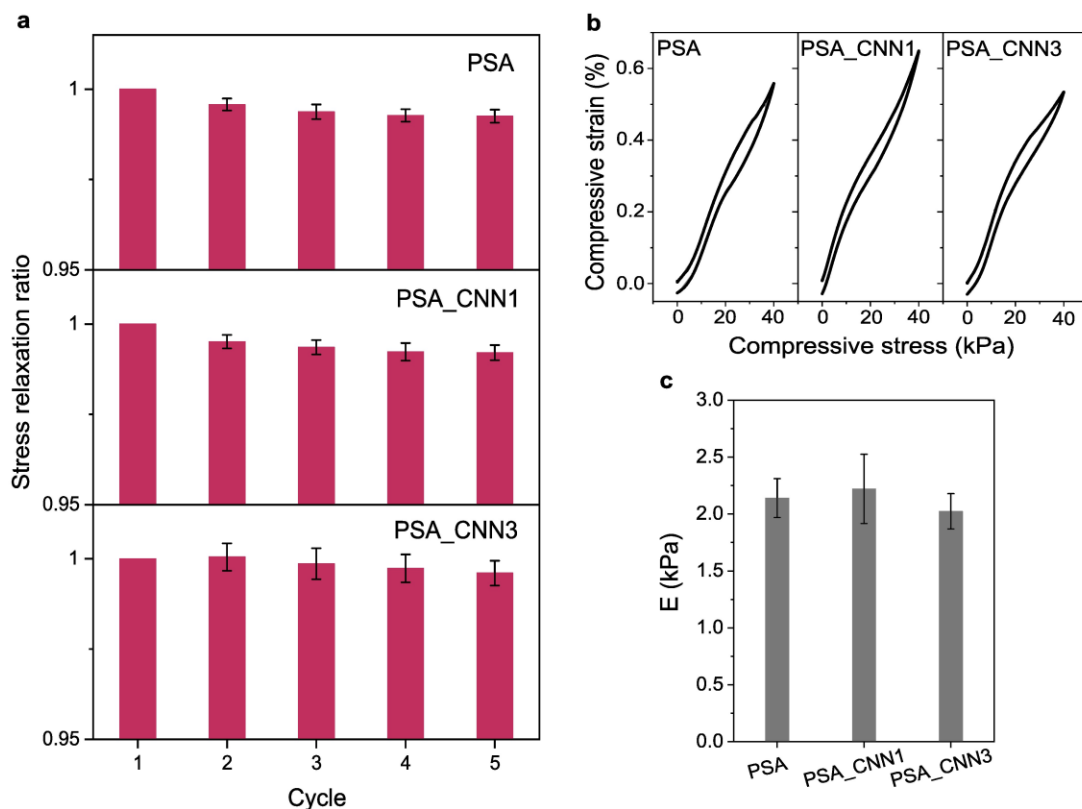 a
PSA
1
0.95
PSA_CNN1
1
0.95
PSA_CNN3
1
0.95
Stress relaxation ratio
1 2 3 4 5
Cycle
b
PSA PSA_CNN1 PSA_CNN3
0.6
0.4
0.2
0.0
Compressive strain (%)
0 20 40 0 20 40 0 20 40
Compressive stress (kPa)
c
3.0
2.5
2.0
1.5
1.0
0.5
0.0
E (kPa)
PSA PSA_CNN1 PSA_CNN3